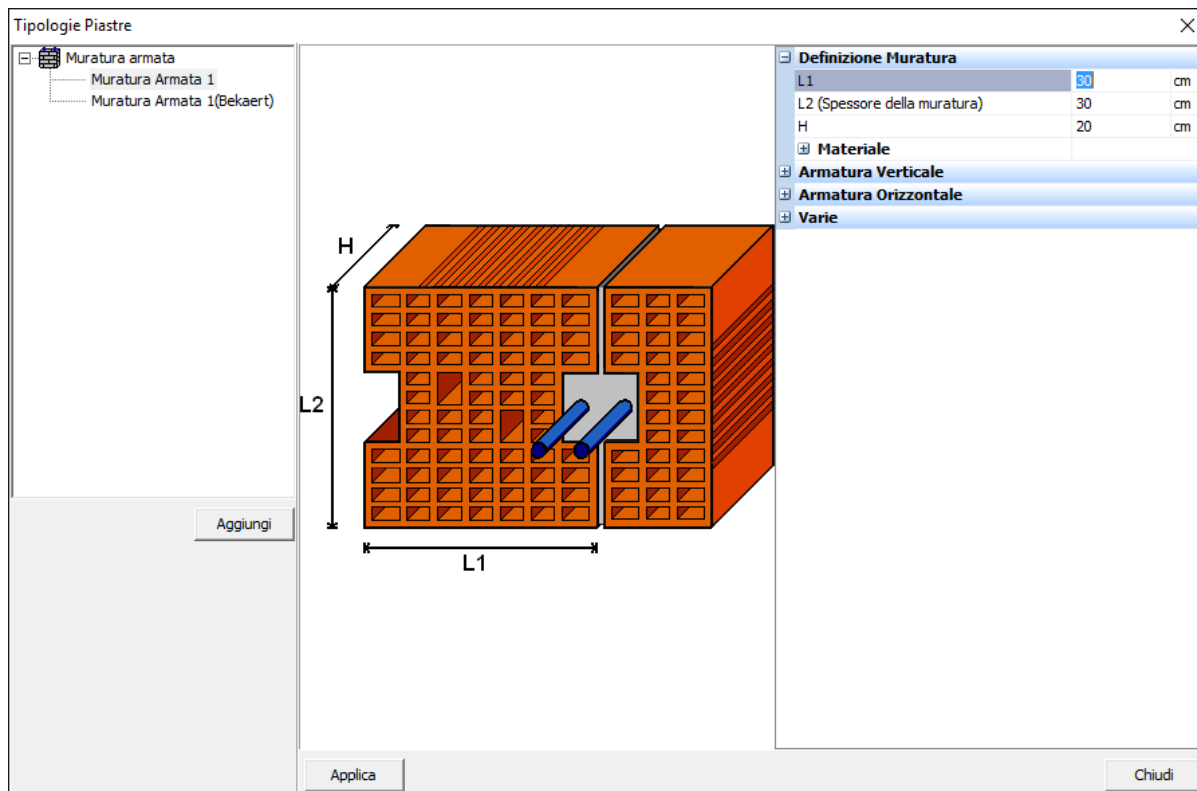 Tipologie Piastre
Muratura armata
Muratura Armata 1
Muratura Armata 1(Bekaert)
Aggiungi
H
L2
L1
Definizione Muratura
L1 30 cm
L2 (Spessore della muratura) 30 cm
H 20 cm
Materiale
Armatura Verticale
Armatura Orizzontale
Varie
Applica
Chiudi